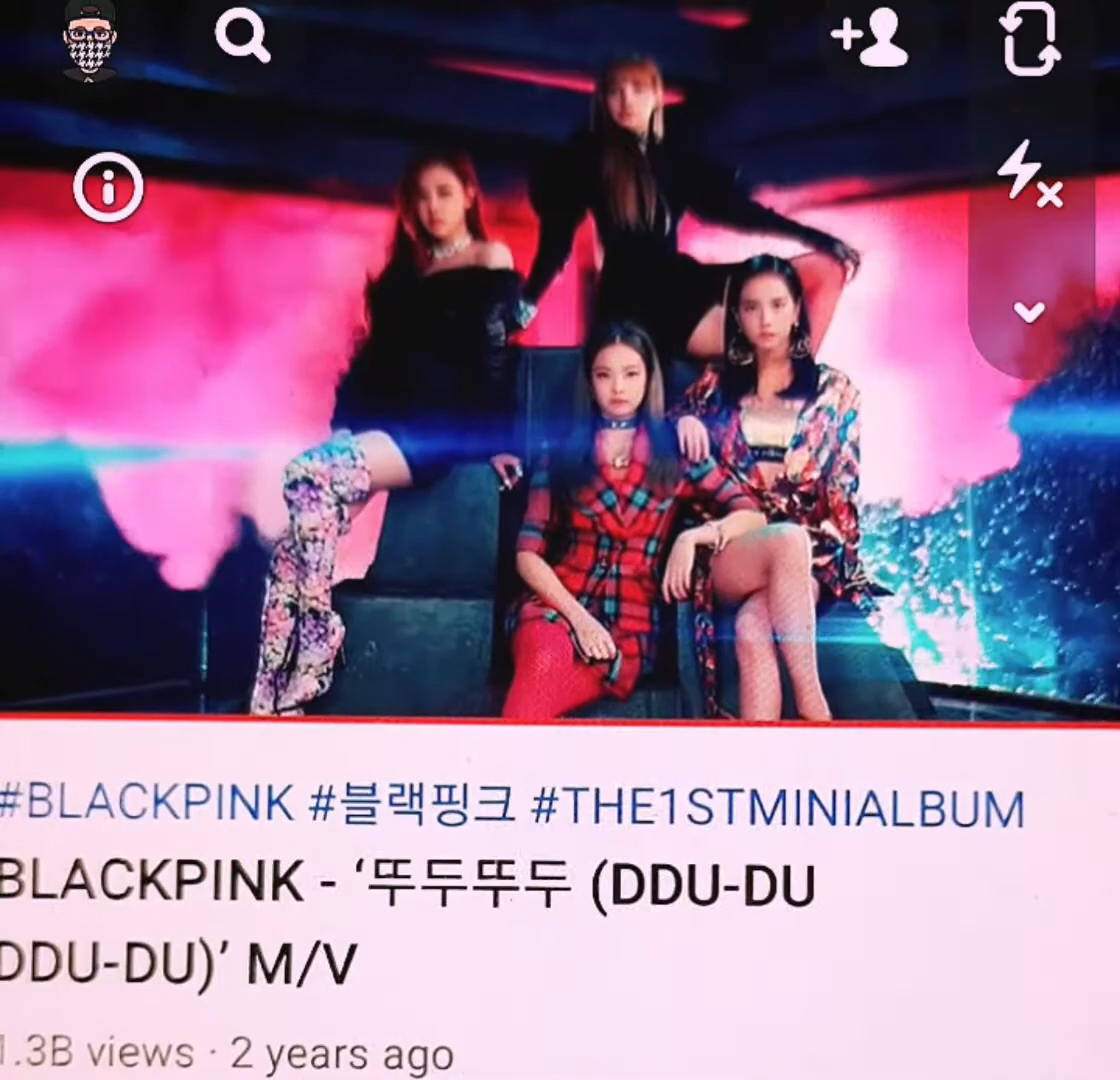 #BLACKPINK #블랙핑크 #THE1STMINIALBUM
BLACKPINK - ‘뚜두뚜두 (DDU-DU
DDU-DU)’ M/V
1.3B views · 2 years ago